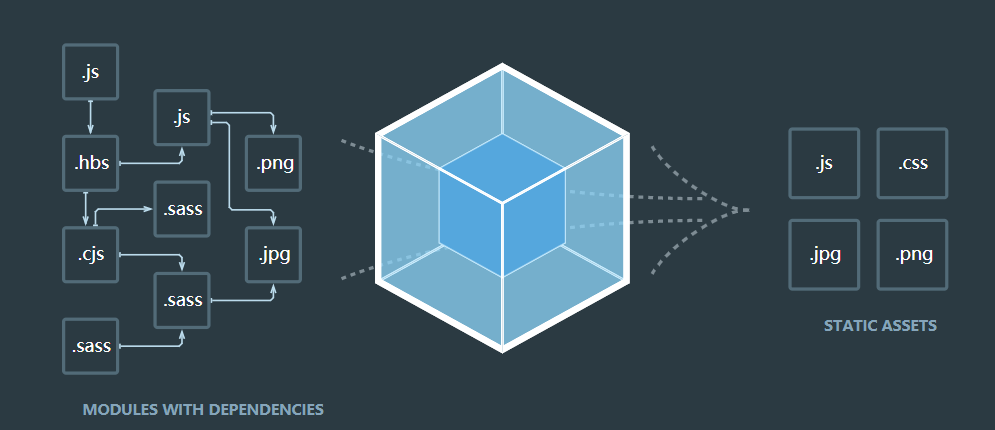 .js
.js
.hbs
.png
.sass
.cjs
.jpg
.sass
.sass
MODULES WITH DEPENDENCIES
.js
.css
.jpg
.png
STATIC ASSETS